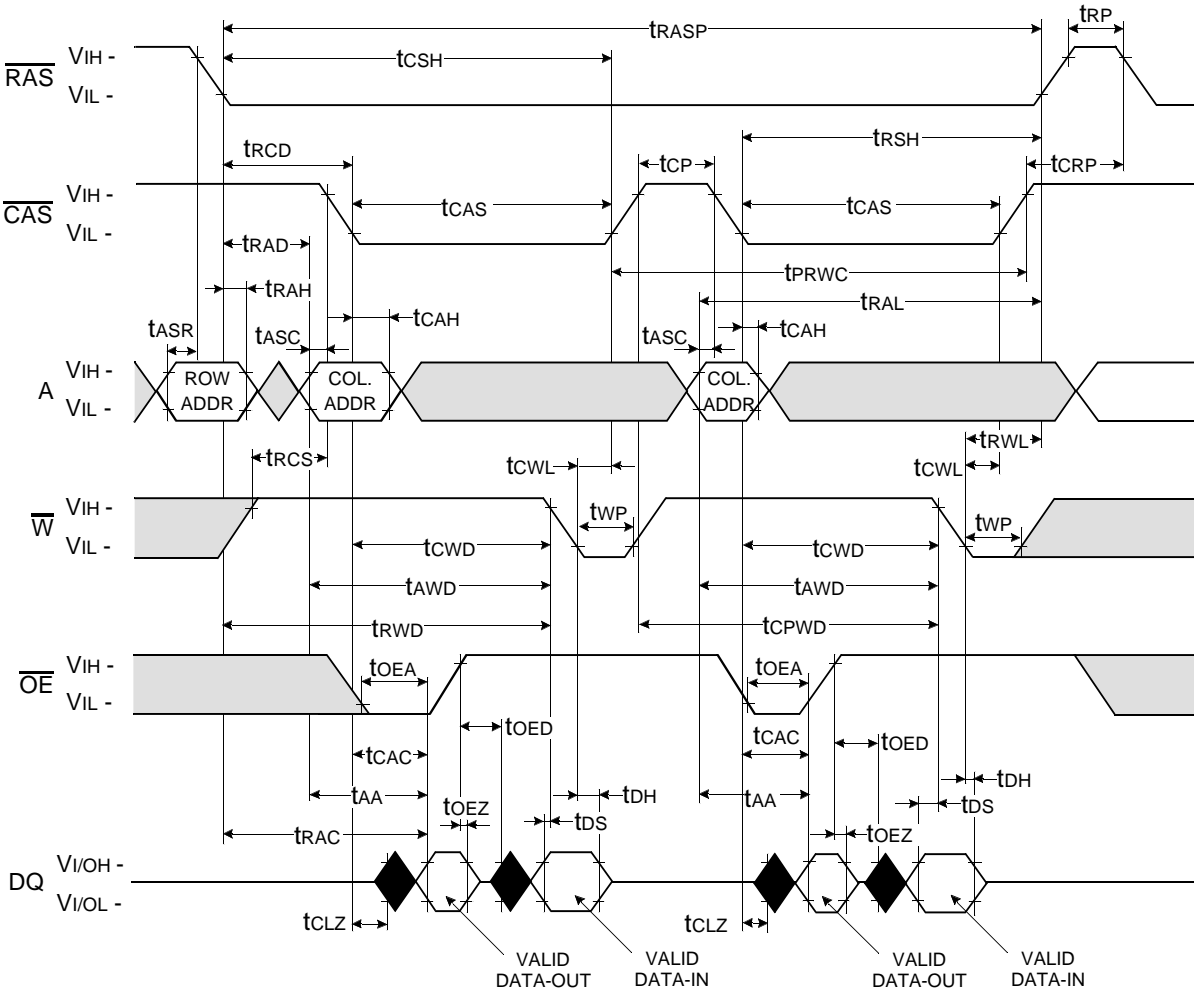 tRP
tRASP
tCSH
RAS
VIH -
VIL -
tRSH
tRCD
tCP
tCRP
CAS
VIH -
VIL -
tCAS
tCAS
tRAD
tPRWC
tRAH
tRAL
tCAH
tASR
tASC
tASC
tCAH
A
VIH -
VIL -
ROW
ADDR
COL.
ADDR
COL.
ADDR
tRWL
tRCS
tCWL
tCWL
W
VIH -
VIL -
tWP
tWP
tCWD
tCWD
tAWD
tAWD
tRWD
tCPWD
OE
VIH -
VIL -
tOEA
tOEA
tOED
tCAC
tOED
tCAC
tDH
tAA
tDH
tAA
tOEZ
tDS
tDS
tRAC
tOEZ
DQ
VI/OH -
VI/OL -
tCLZ
tCLZ
VALID
DATA-OUT
VALID
DATA-IN
VALID
DATA-OUT
VALID
DATA-IN